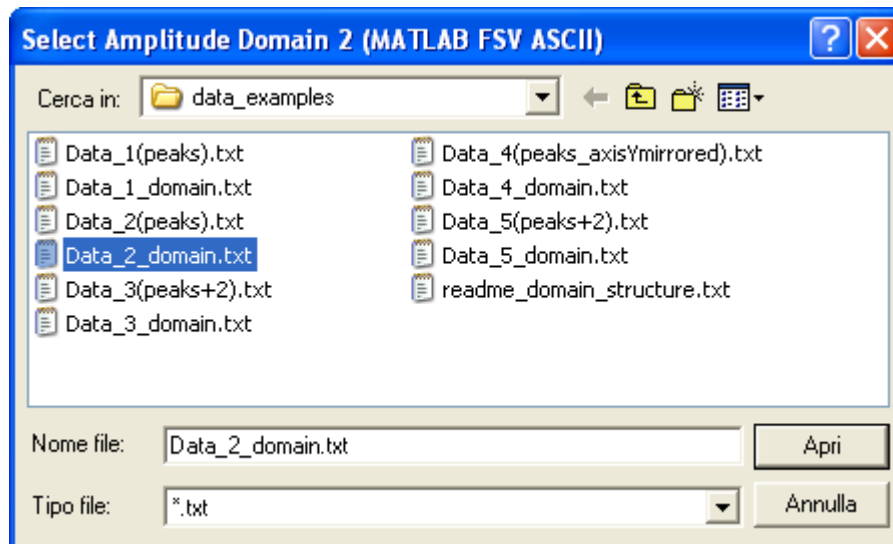 Select Amplitude Domain 2 (MATLAB FSV ASCII)
Cerca in: data_examples
Data_1(peaks).txt
Data_1_domain.txt
Data_2(peaks).txt
Data_2_domain.txt
Data_3(peaks+2).txt
Data_3_domain.txt
Data_4(peaks_axisYmirrored).txt
Data_4_domain.txt
Data_5(peaks+2).txt
Data_5_domain.txt
readme_domain_structure.txt
Nome file: Data_2_domain.txt Apri
Tipo file: *.txt Annulla